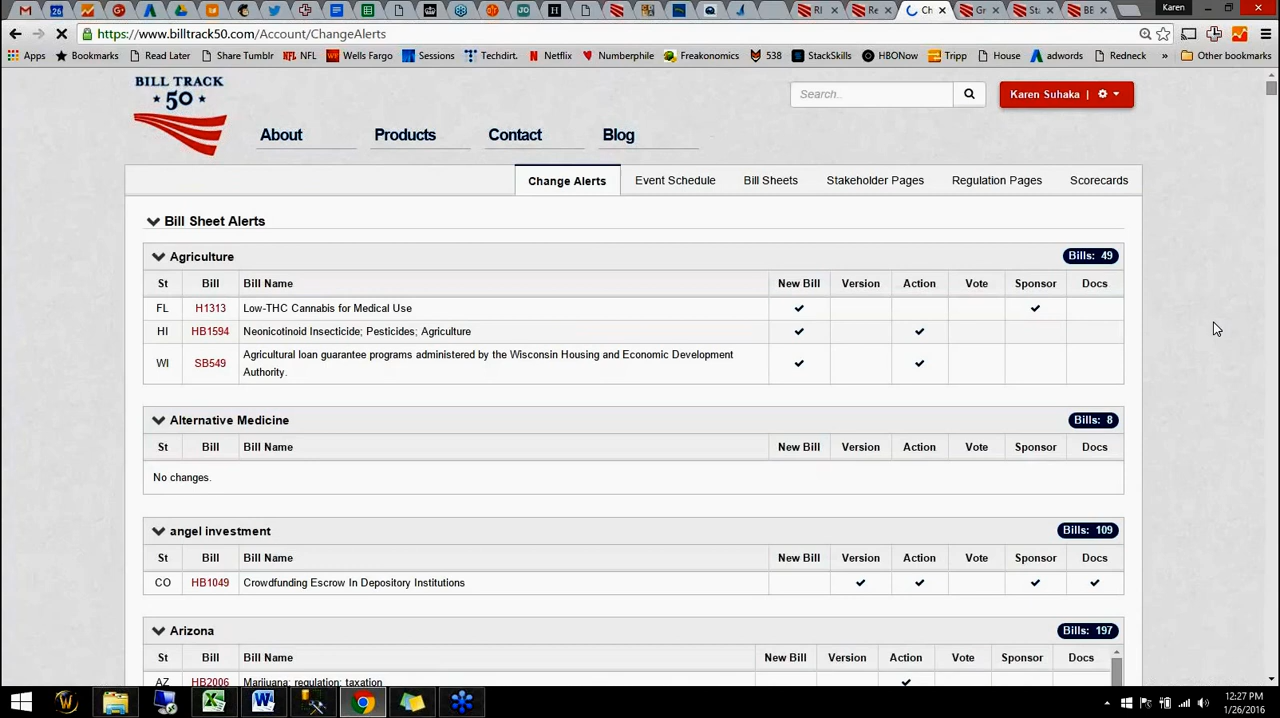 Karen
RI
Re
Ch
Gr
Sta
BE
https://www.billtrack50.com/Account/ChangeAlerts
Apps Bookmarks Read Later Share Tumblr NFL Wells Fargo Sessions Techdirt. Netflix Numberphile Freakonomics 538 StackSkills HBONow Tripp House adwords Redneck » Other bookmarks
BILL TRACK
50
Search..
Karen Suhaka |
About Products Contact Blog
Change Alerts Event Schedule Bill Sheets Stakeholder Pages Regulation Pages Scorecards
Bill Sheet Alerts
Agriculture Bills: 49
St Bill Bill Name New Bill Version Action Vote Sponsor Docs
FL H1313 Low-THC Cannabis for Medical Use ✔ ✔
HI HB1594 Neonicotinoid Insecticide; Pesticides; Agriculture ✔ ✔
WI SB549 Agricultural loan guarantee programs administered by the Wisconsin Housing and Economic Development
Authority. ✔ ✔
Alternative Medicine Bills: 8
St Bill Bill Name New Bill Version Action Vote Sponsor Docs
No changes.
angel investment Bills: 109
St Bill Bill Name New Bill Version Action Vote Sponsor Docs
CO HB1049 Crowdfunding Escrow In Depository Institutions ✔ ✔ ✔ ✔
Arizona Bills: 197
St Bill Bill Name New Bill Version Action Vote Sponsor Docs
AZ HB2006 Marijuana; regulation; taxation ✔
12:27 PM
1/26/2016